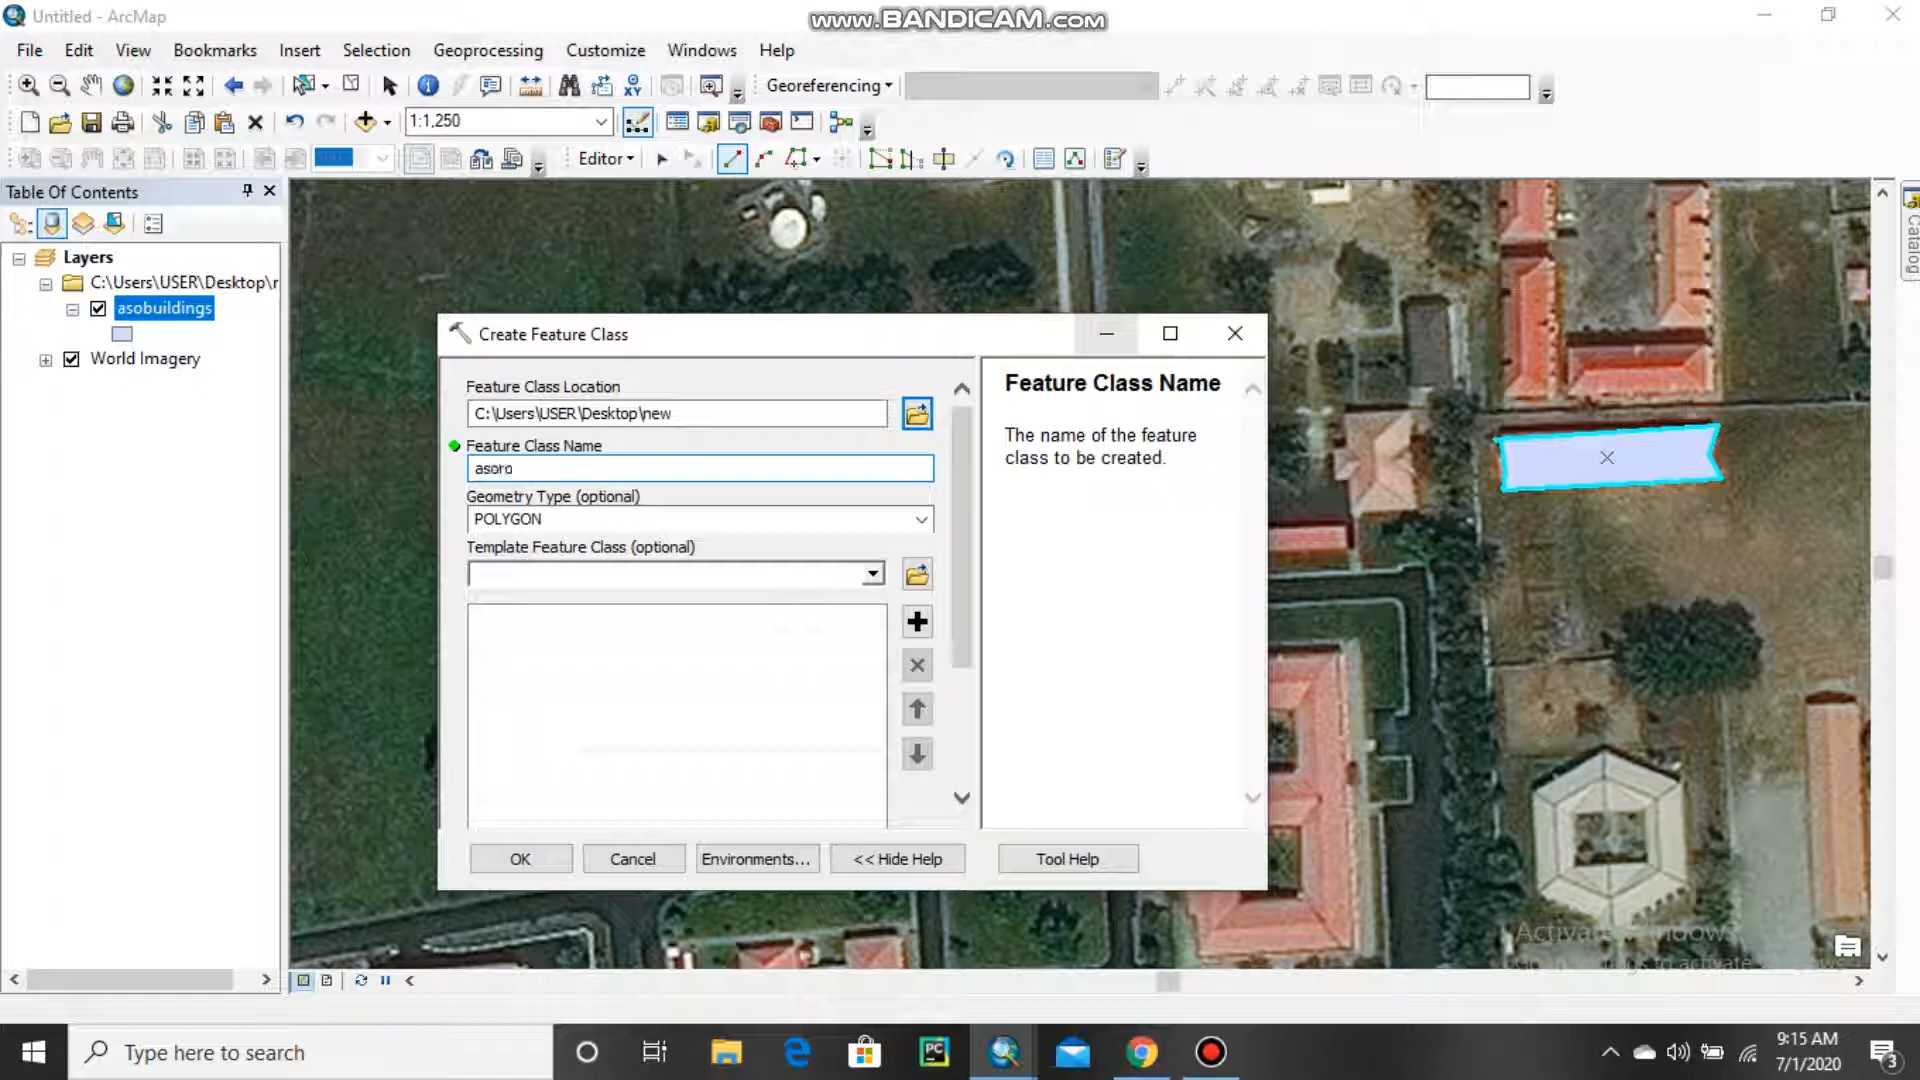 Untitled - ArcMap
www.BANDICAM.com
File Edit View Bookmarks Insert Selection Geoprocessing Customize Windows Help
Georeferencing
1:1,250
Editor
Table Of Contents
Layers
C:\Users\USER\Desktop\r
asobuildings
World Imagery
Catalog
Create Feature Class
Feature Class Location
C:\Users\USER\Desktop\new
Feature Class Name
asoro
Geometry Type (optional)
POLYGON
Template Feature Class (optional)
OK Cancel Environments... << Hide Help Tool Help
Feature Class Name
The name of the feature
class to be created.
Type here to search
PC
9:15 AM
7/1/2020
3